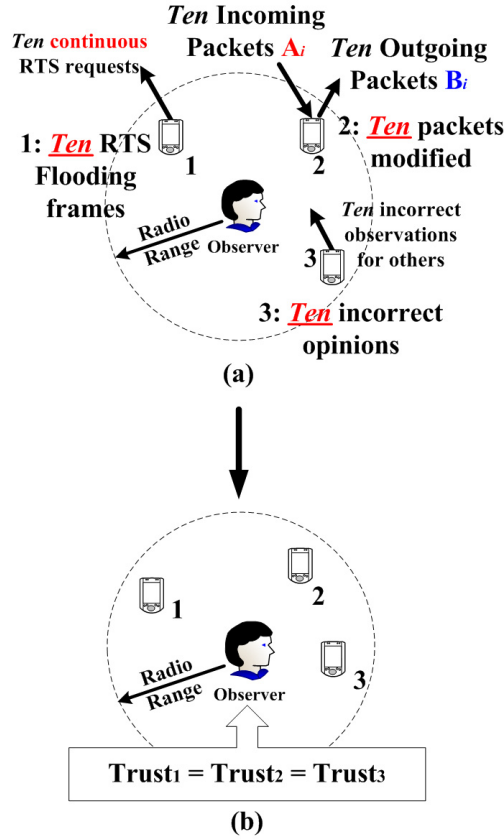 Ten continuous
RTS requests
Ten Incoming
Packets Ai
Ten Outgoing
Packets Bi
1: Ten RTS
Flooding
frames
1
2
2: Ten packets
modified
Radio
Range
Observer
Ten incorrect
observations
for others
3
3: Ten incorrect
opinions
(a)
1
2
3
Radio
Range
Observer
Trust1 = Trust2 = Trust3
(b)